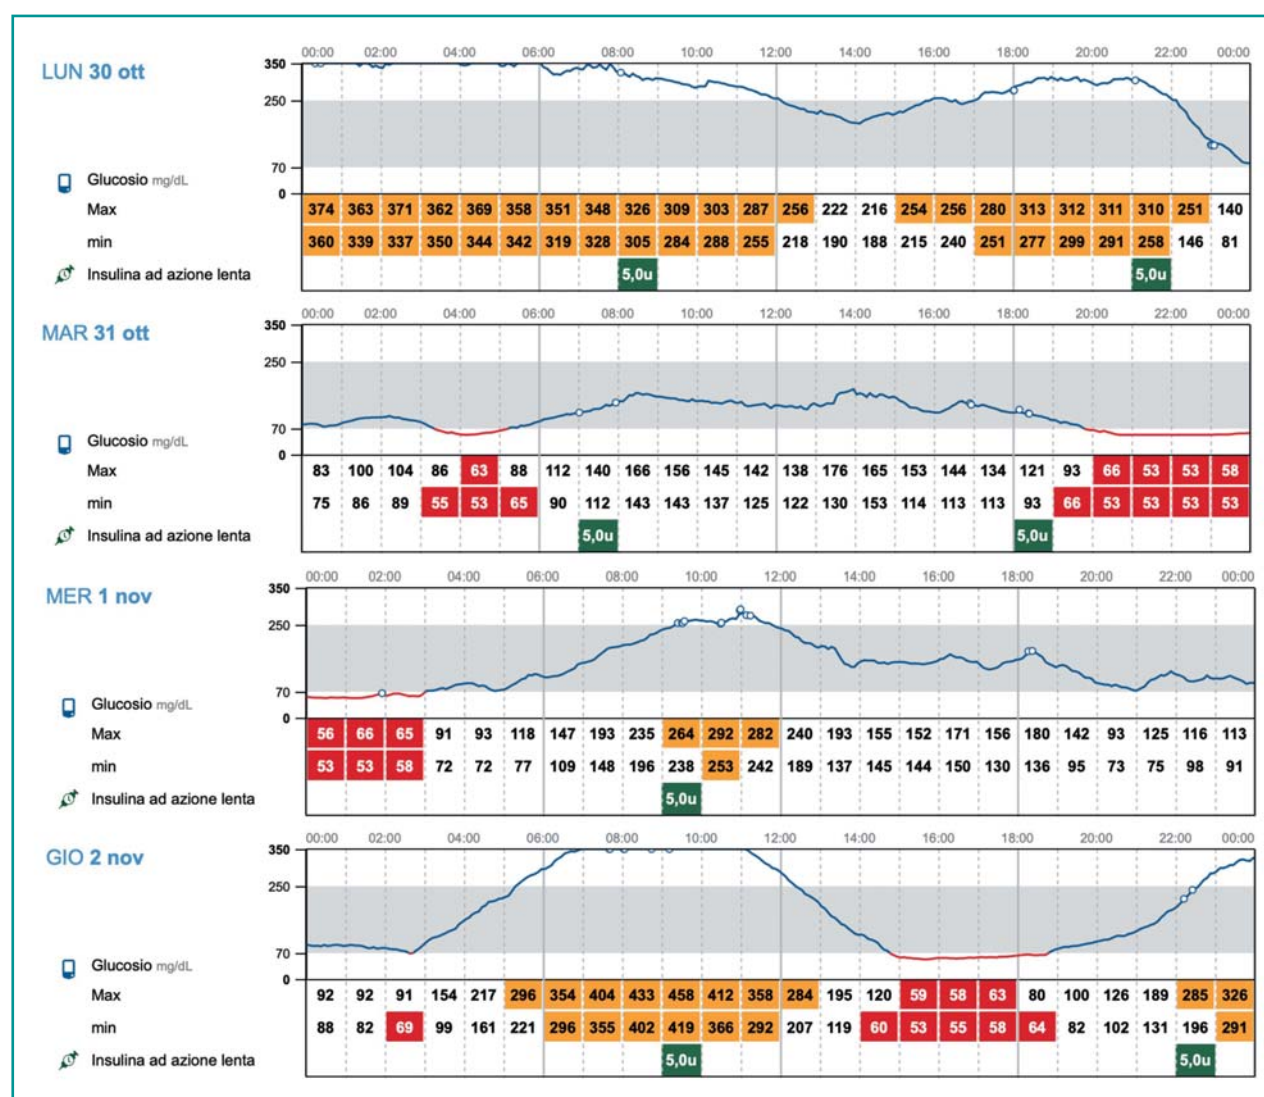 00:00 02:00 04:00 06:00 08:00 10:00 12:00 14:00 16:00 18:00 20:00 22:00 00:00
LUN 30 ott
350
250
70
0
Glucosio mg/dL
Max 374 363 371 362 369 358 351 348 326 309 303 287 256 222 216 254 256 280 313 312 311 310 251 140
min 360 339 337 350 344 342 319 328 305 284 288 255 218 190 188 215 240 251 277 299 291 258 146 81
Insulina ad azione lenta 5,0u 5,0u
00:00 02:00 04:00 06:00 08:00 10:00 12:00 14:00 16:00 18:00 20:00 22:00 00:00
MAR 31 ott
350
250
70
0
Glucosio mg/dL
Max 83 100 104 86 63 88 112 140 166 156 145 142 138 176 165 153 144 134 121 93 66 53 53 58
min 75 86 89 55 53 65 90 112 143 143 137 125 122 130 153 114 113 113 93 66 53 53 53 53
Insulina ad azione lenta 5,0u 5,0u
00:00 02:00 04:00 06:00 08:00 10:00 12:00 14:00 16:00 18:00 20:00 22:00 00:00
MER 1 nov
350
250
70
0
Glucosio mg/dL
Max 56 66 65 91 93 118 147 193 235 264 292 282 240 193 155 152 171 156 180 142 93 125 116 113
min 53 53 58 72 72 77 109 148 196 238 253 242 189 137 145 144 150 130 136 95 73 75 98 91
Insulina ad azione lenta 5,0u
00:00 02:00 04:00 06:00 08:00 10:00 12:00 14:00 16:00 18:00 20:00 22:00 00:00
GIO 2 nov
350
250
70
0
Glucosio mg/dL
Max 92 92 91 154 217 296 354 404 433 458 412 358 284 195 120 59 58 63 80 100 126 189 285 326
min 88 82 69 99 161 221 296 355 402 419 366 292 207 119 60 53 55 58 64 82 102 131 196 291
Insulina ad azione lenta 5,0u 5,0u